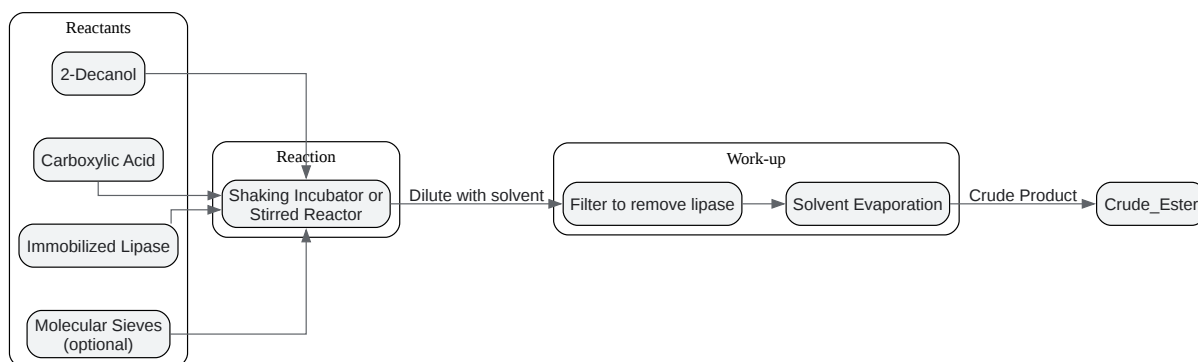 Reactants
2-Decanol
Carboxylic Acid
Immobilized Lipase
Molecular Sieves
(optional)
Reaction
Shaking Incubator or
Stirred Reactor
Dilute with solvent
Work-up
Filter to remove lipase
Solvent Evaporation
Crude Product
Crude_Ester